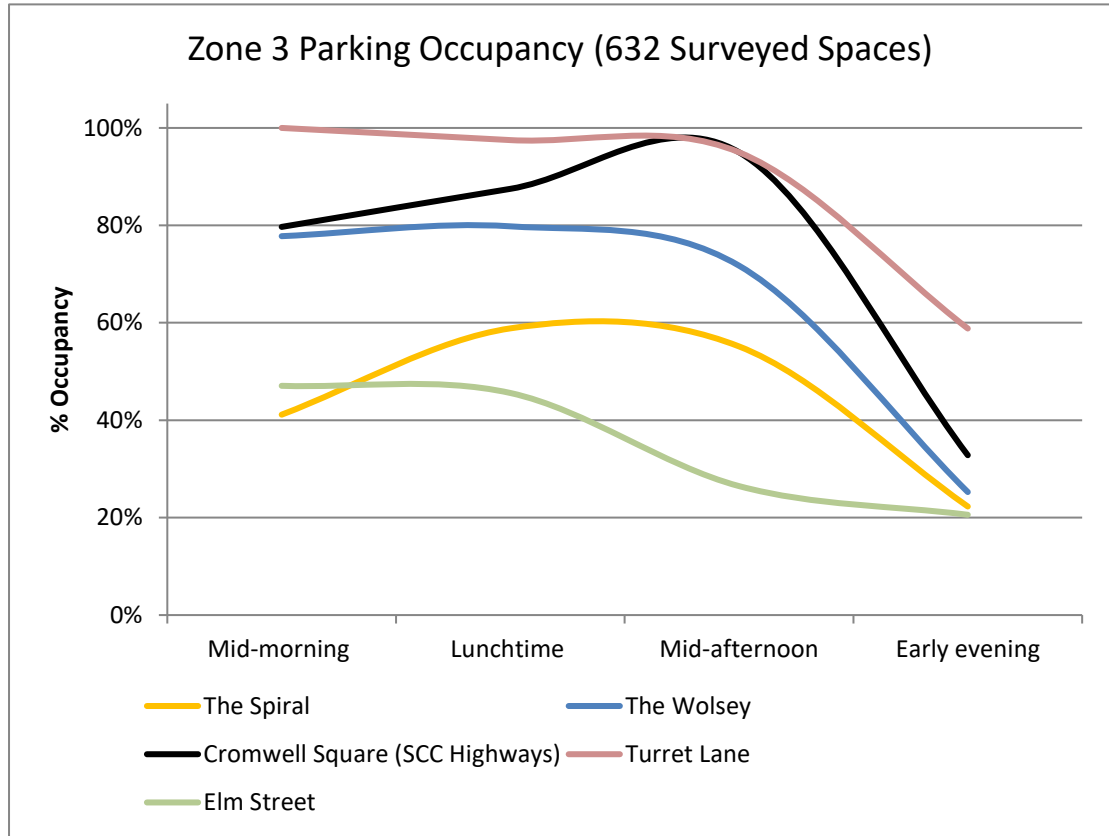 Zone 3 Parking Occupancy (632 Surveyed Spaces)
100%
80%
60%
40%
20%
0%
% Occupancy
Mid-morning
Lunchtime
Mid-afternoon
Early evening
The Spiral
The Wolsey
Cromwell Square (SCC Highways)
Turret Lane
Elm Street